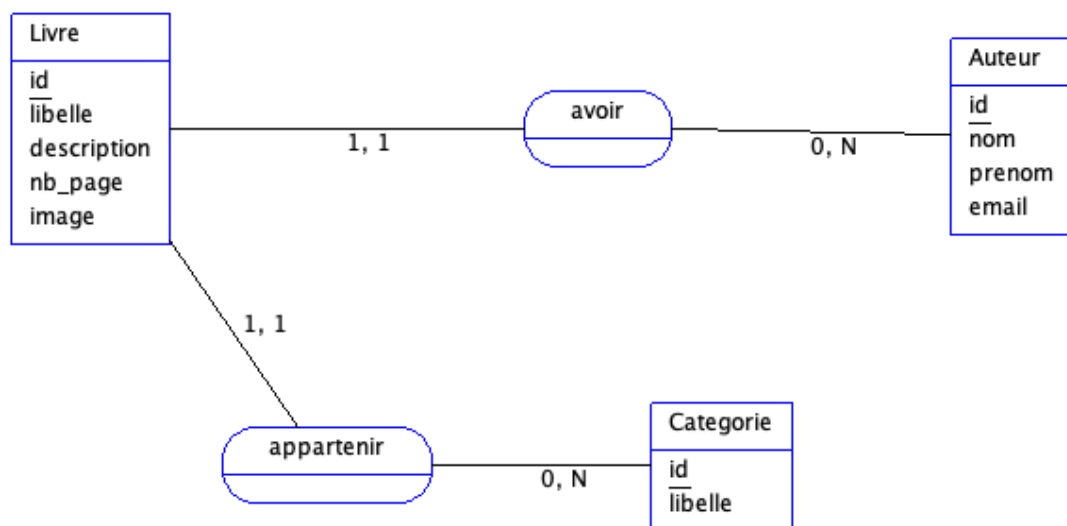 Livre
id
libelle
description
nb_page
image
1, 1
avoir
0, N
Auteur
id
nom
prenom
email
1, 1
appartenir
0, N
Categorie
id
libelle